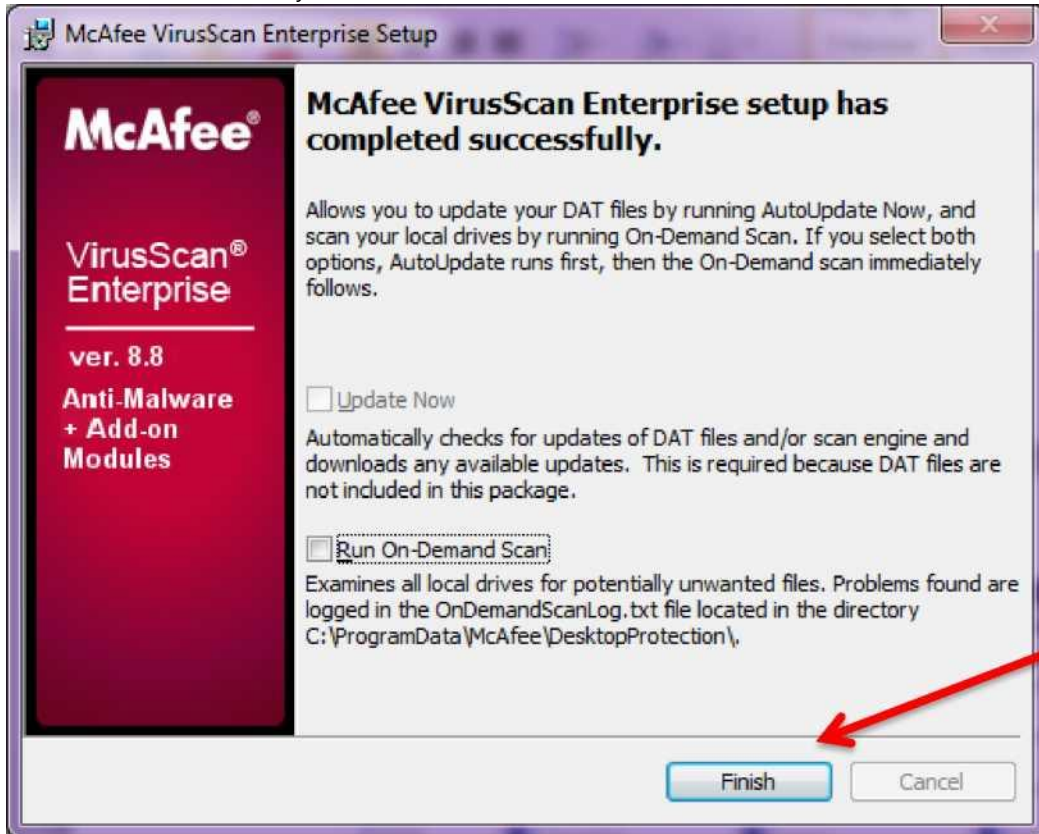 McAfee VirusScan Enterprise Setup
McAfee®
VirusScan®
Enterprise
ver. 8.8
Anti-Malware
+ Add-on
Modules
McAfee VirusScan Enterprise setup has
completed successfully.
Allows you to update your DAT files by running AutoUpdate Now, and
scan your local drives by running On-Demand Scan. If you select both
options, AutoUpdate runs first, then the On-Demand scan immediately
follows.
Update Now
Automatically checks for updates of DAT files and/or scan engine and
downloads any available updates.  This is required because DAT files are
not included in this package.
Run On-Demand Scan
Examines all local drives for potentially unwanted files. Problems found are
logged in the OnDemandScanLog.txt file located in the directory
C:\ProgramData\McAfee\DesktopProtection\.
Finish
Cancel